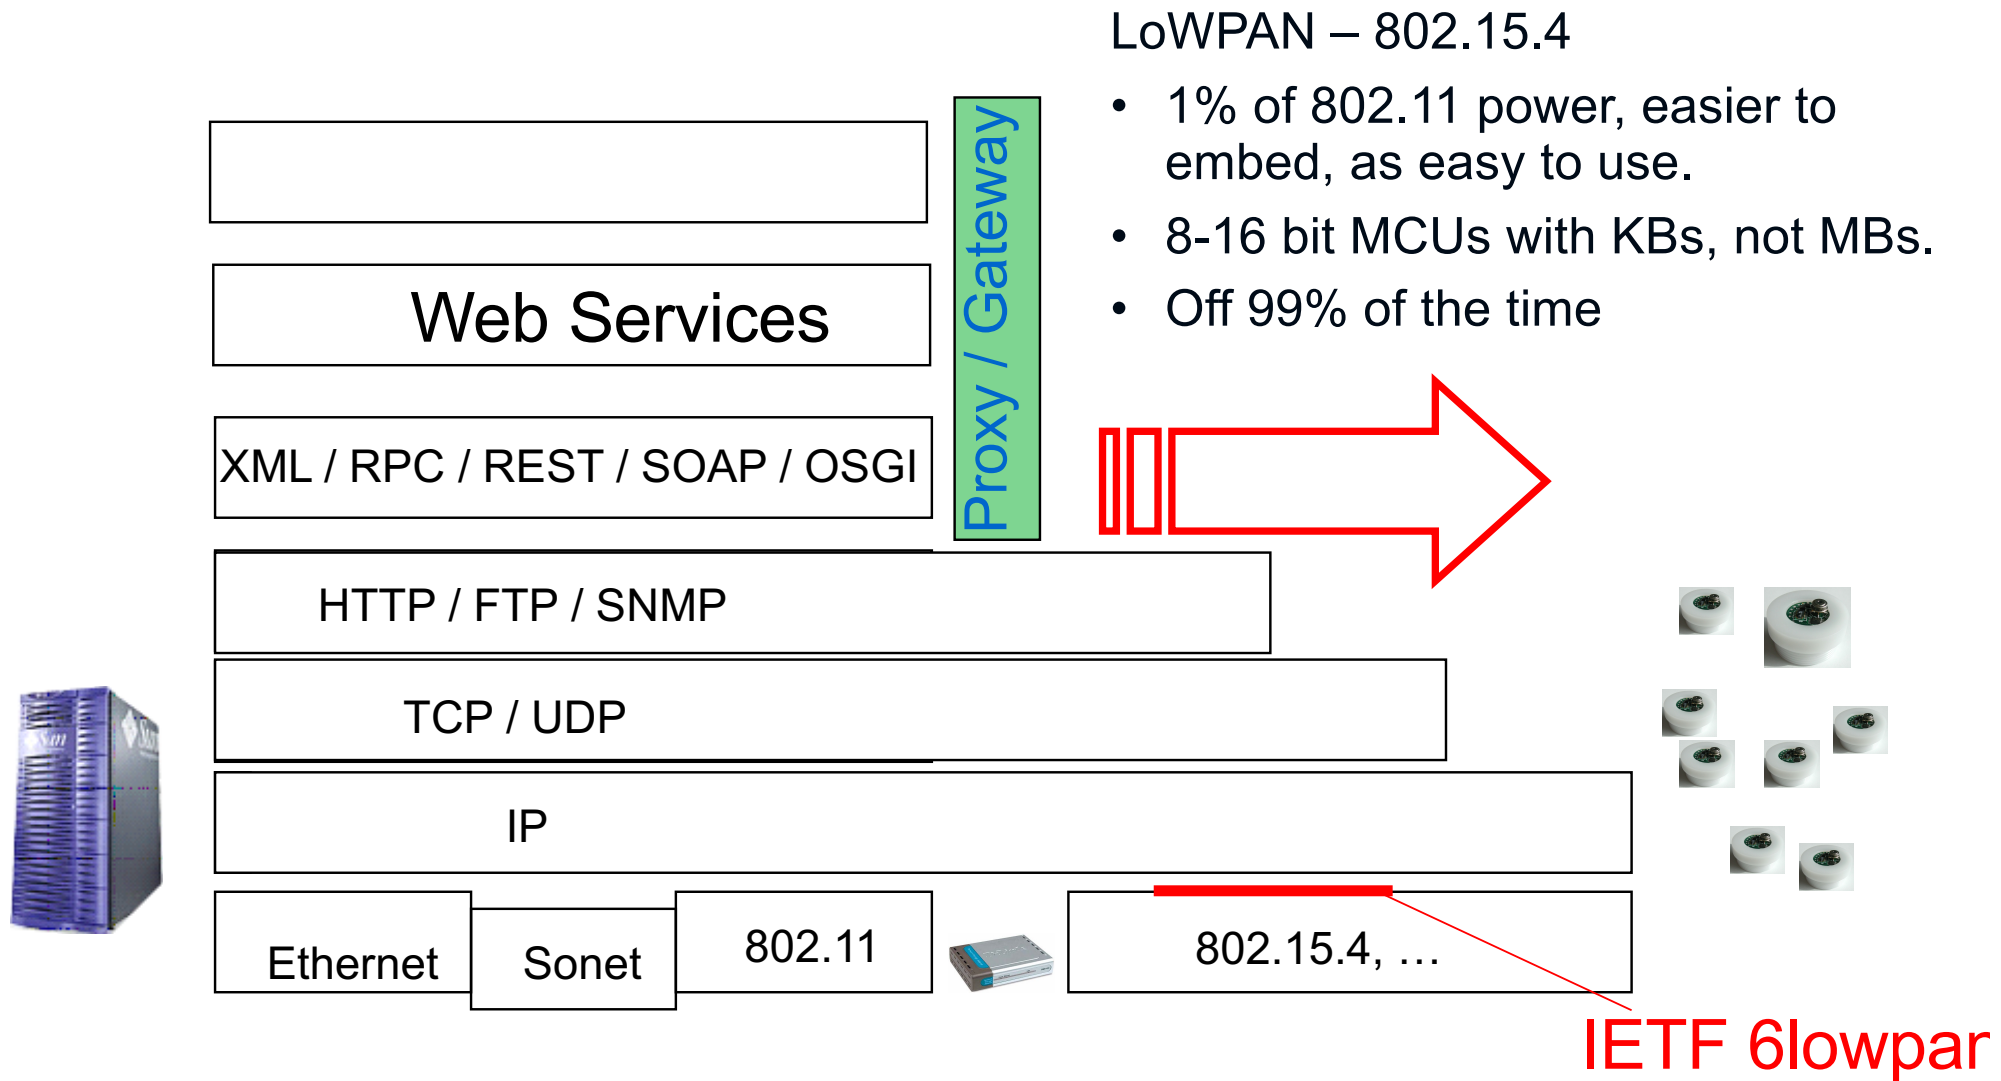 LoWPAN – 802.15.4
• 1% of 802.11 power, easier to
embed, as easy to use.
• 8-16 bit MCUs with KBs, not MBs.
• Off 99% of the time
Proxy / Gateway
Web Services
XML / RPC / REST / SOAP / OSGI
HTTP / FTP / SNMP
TCP / UDP
IP
Sun
Sun
Ethernet
Sonet
802.11
802.15.4, …
IETF 6lowpan